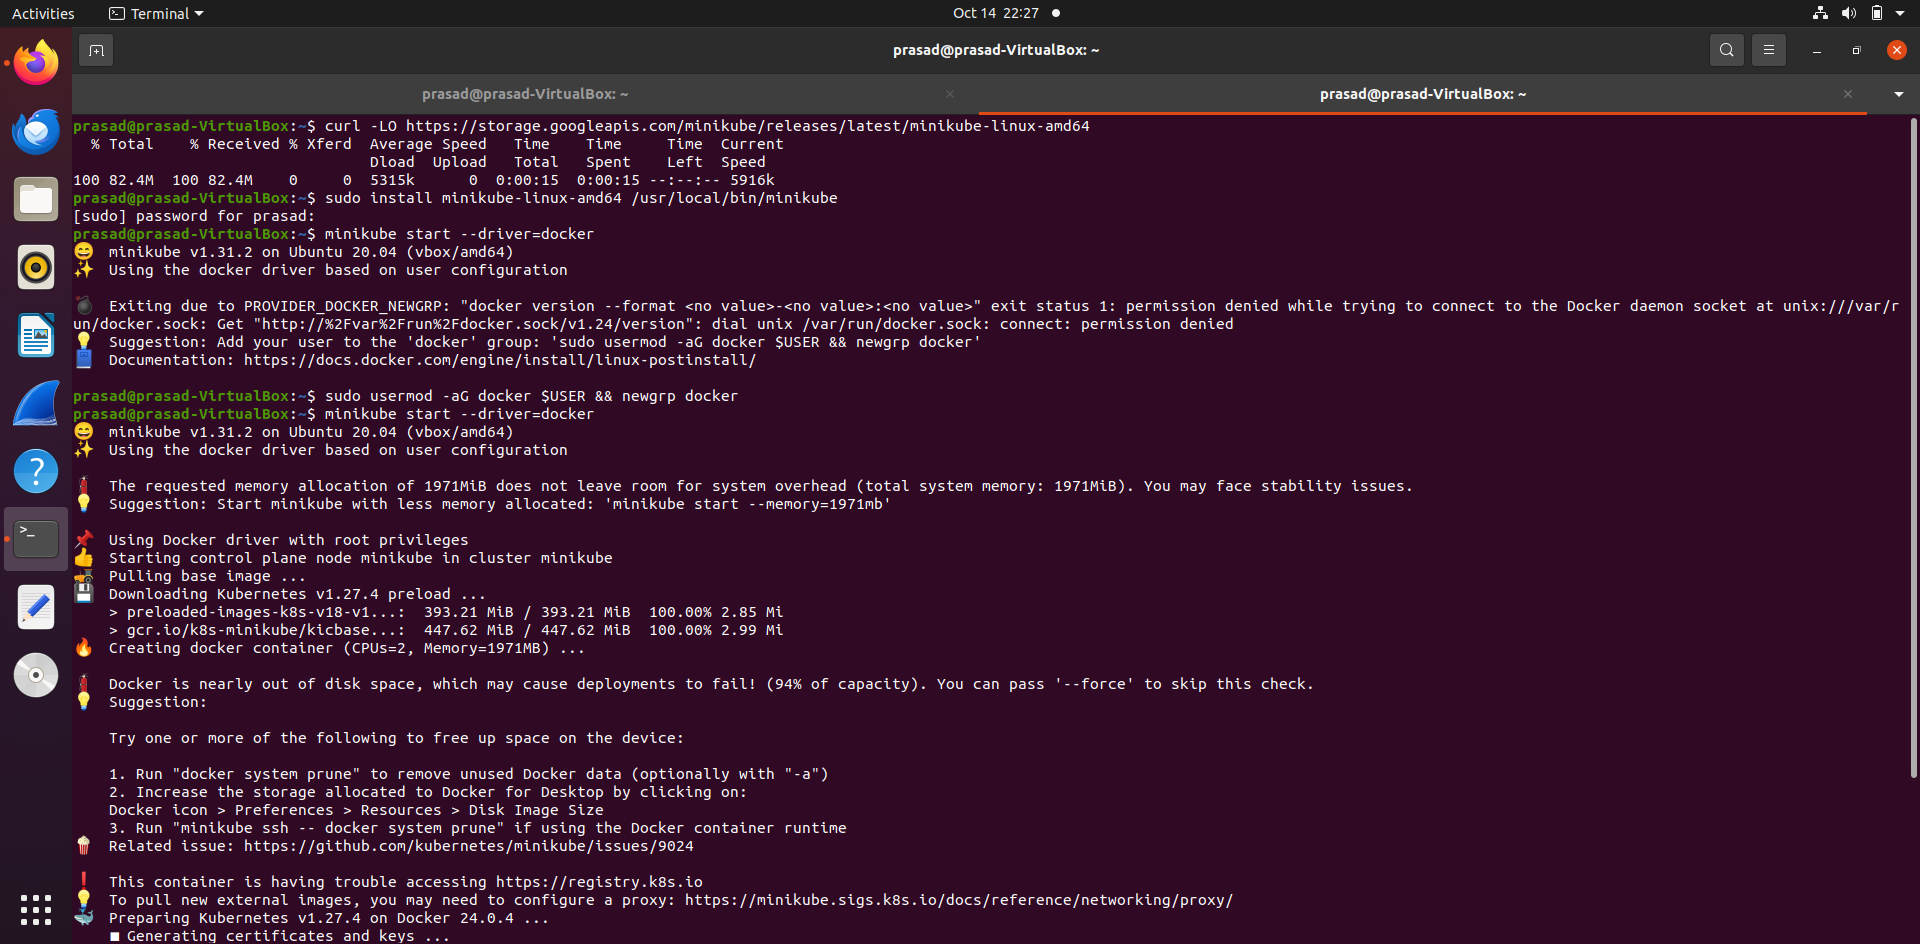 Activities
Terminal
Oct 14 22:27
prasad@prasad-VirtualBox: ~
prasad@prasad-VirtualBox: ~
prasad@prasad-VirtualBox: ~
prasad@prasad-VirtualBox:~$ curl -LO https://storage.googleapis.com/minikube/releases/latest/minikube-linux-amd64
% Total % Received % Xferd Average Speed Time Time Time Current
Dload Upload Total Spent Left Speed
100 82.4M 100 82.4M 0 0 5315k 0 0:00:15 0:00:15 --:--:-- 5916k
prasad@prasad-VirtualBox:~$ sudo install minikube-linux-amd64 /usr/local/bin/minikube
[sudo] password for prasad:
prasad@prasad-VirtualBox:~$ minikube start --driver=docker
😄 minikube v1.31.2 on Ubuntu 20.04 (vbox/amd64)
✨ Using the docker driver based on user configuration
💣 Exiting due to PROVIDER_DOCKER_NEWGRP: "docker version --format <no value>-<no value>:<no value>" exit status 1: permission denied while trying to connect to the Docker daemon socket at unix:///var/r
un/docker.sock: Get "http://%2Fvar%2Frun%2Fdocker.sock/v1.24/version": dial unix /var/run/docker.sock: connect: permission denied
💡 Suggestion: Add your user to the 'docker' group: 'sudo usermod -aG docker $USER && newgrp docker'
📘 Documentation: https://docs.docker.com/engine/install/linux-postinstall/
prasad@prasad-VirtualBox:~$ sudo usermod -aG docker $USER && newgrp docker
prasad@prasad-VirtualBox:~$ minikube start --driver=docker
😄 minikube v1.31.2 on Ubuntu 20.04 (vbox/amd64)
✨ Using the docker driver based on user configuration
🧯 The requested memory allocation of 1971MiB does not leave room for system overhead (total system memory: 1971MiB). You may face stability issues.
💡 Suggestion: Start minikube with less memory allocated: 'minikube start --memory=1971mb'
📌 Using Docker driver with root privileges
👍 Starting control plane node minikube in cluster minikube
🚜 Pulling base image ...
💾 Downloading Kubernetes v1.27.4 preload ...
> preloaded-images-k8s-v18-v1...: 393.21 MiB / 393.21 MiB 100.00% 2.85 Mi
> gcr.io/k8s-minikube/kicbase...: 447.62 MiB / 447.62 MiB 100.00% 2.99 Mi
🔥 Creating docker container (CPUs=2, Memory=1971MB) ...
🧯 Docker is nearly out of disk space, which may cause deployments to fail! (94% of capacity). You can pass '--force' to skip this check.
💡 Suggestion:
Try one or more of the following to free up space on the device:
1. Run "docker system prune" to remove unused Docker data (optionally with "-a")
2. Increase the storage allocated to Docker for Desktop by clicking on:
Docker icon > Preferences > Resources > Disk Image Size
3. Run "minikube ssh -- docker system prune" if using the Docker container runtime
🍿 Related issue: https://github.com/kubernetes/minikube/issues/9024
❗ This container is having trouble accessing https://registry.k8s.io
💡 To pull new external images, you may need to configure a proxy: https://minikube.sigs.k8s.io/docs/reference/networking/proxy/
🐳 Preparing Kubernetes v1.27.4 on Docker 24.0.4 ...
■ Generating certificates and keys ...